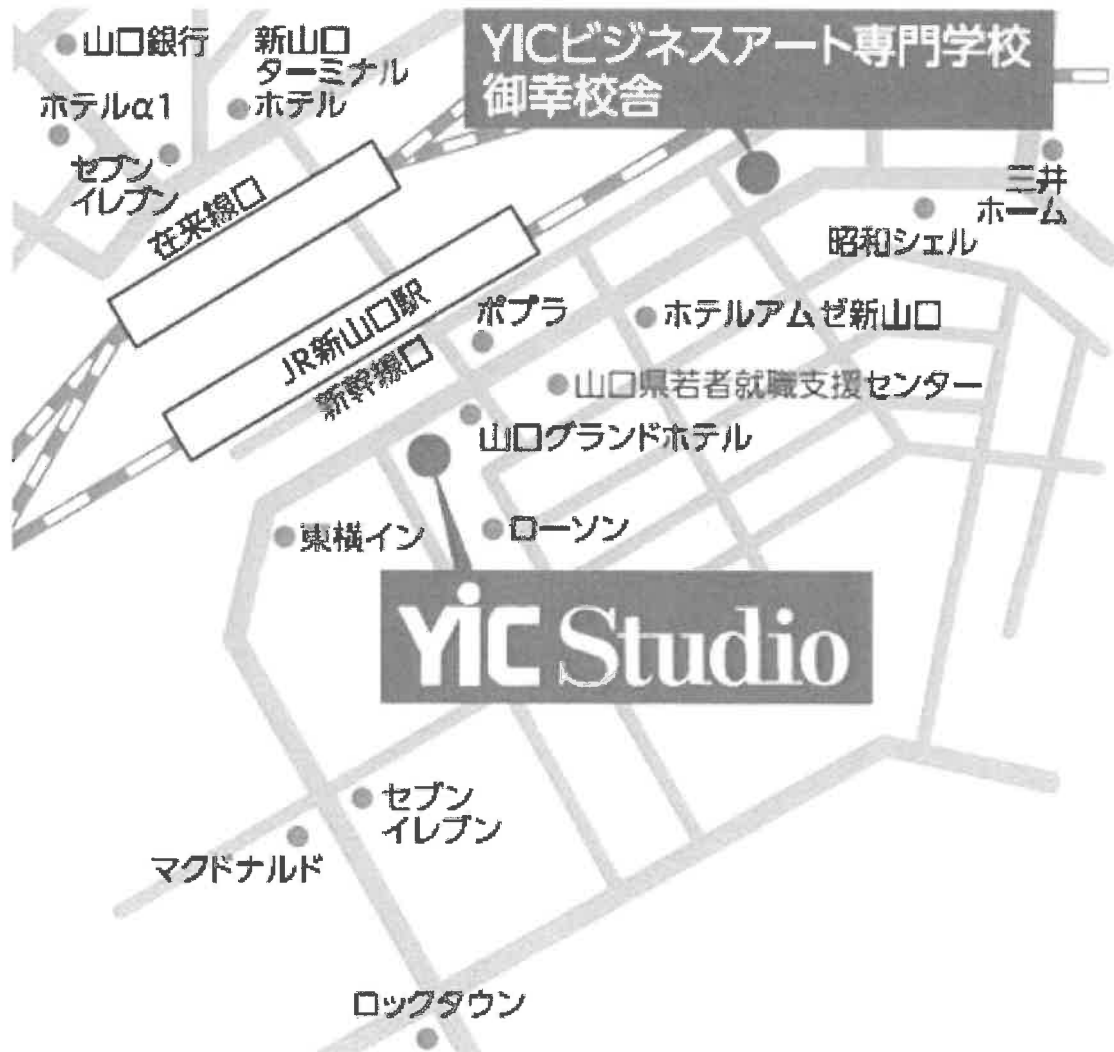 YICビジネスアート専門学校
御幸校舎
山口銀行
新山口
ターミナル
ホテル
ホテルα1
セブン
イレブン
在来線口
三井
ホーム
昭和シェル
JR新山口駅
新幹線口
ポプラ
ホテルアムゼ新山口
山口県若者就職支援センター
山口グランドホテル
東横イン
ローソン
YiC Studio
セブン
イレブン
マクドナルド
ロックタウン